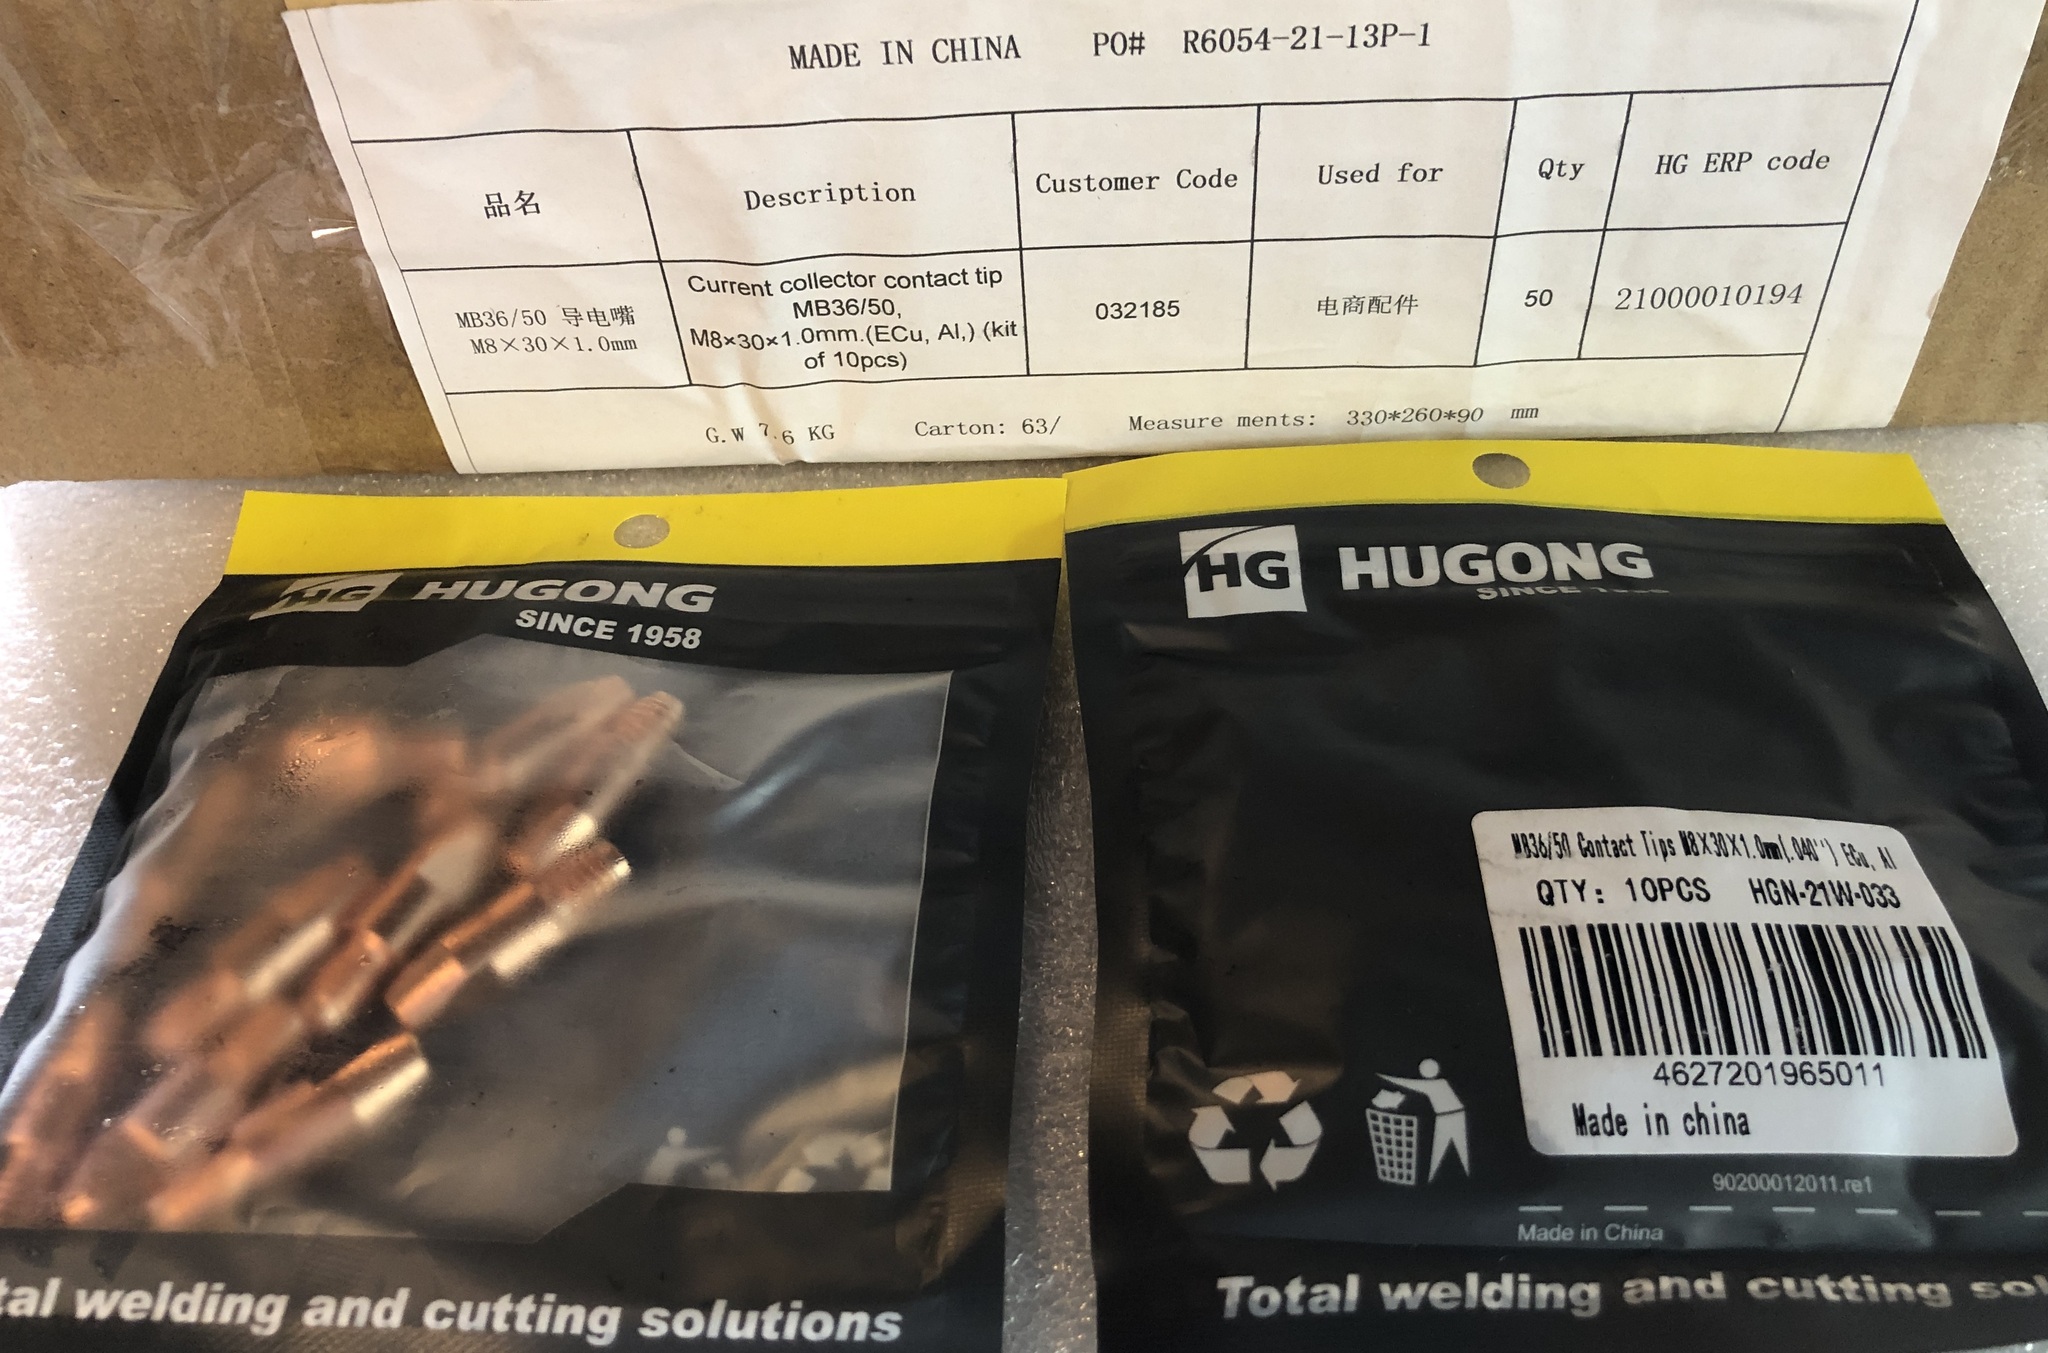 MADE IN CHINA PO# R6054-21-13P-1
品名 Description Customer Code Used for Qty HG ERP code
MB36/50 导电嘴
M8×30×1.0mm
Current collector contact tip
MB36/50,
M8×30×1.0mm.(ECu, Al,) (kit
of 10pcs)
032185
电商配件
50
21000010194
G.W 7.6 KG Carton: 63/ Measure ments: 330*260*90 mm
HG HUGONG
SINCE 1958
tal welding and cutting solutions
HG HUGONG
SINCE
MB36/50 Contact Tips M8X30X1.0mm(.040'') ECu, Al
QTY: 10PCS HGN-21W-033
4627201965011
Made in china
90200012011.re1
Made in China
Total welding and cutting sol